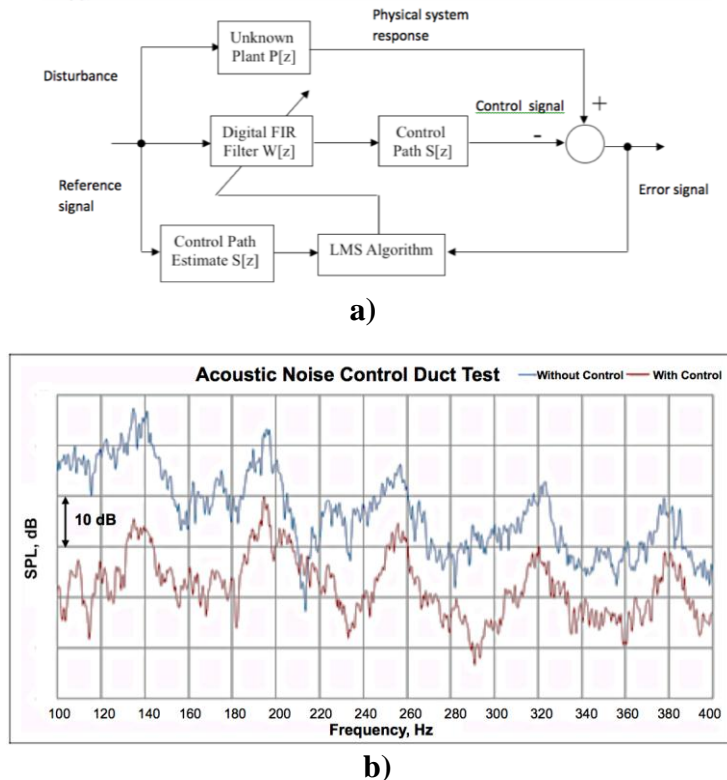 Physical system
response
Unknown
Plant P[z]
Disturbance
Control signal
+
-
Digital FIR
Filter W[z]
Control
Path S[z]
Reference
signal
Error signal
Control Path
Estimate S[z]
LMS Algorithm
a)
Acoustic Noise Control Duct Test
Without Control
With Control
10 dB
SPL, dB
100 120 140 160 180 200 220 240 260 280 300 320 340 360 380 400
Frequency, Hz
b)